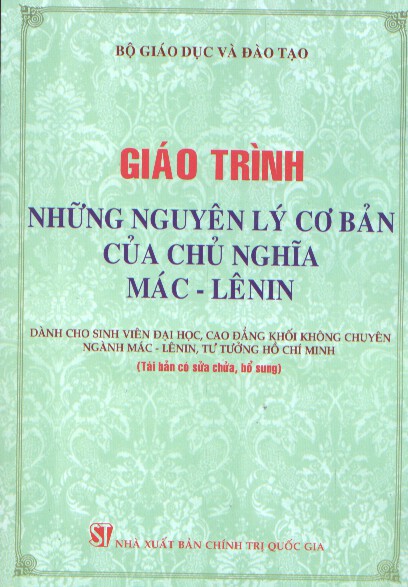 BỘ GIÁO DỤC VÀ ĐÀO TẠO
GIÁO TRÌNH
NHỮNG NGUYÊN LÝ CƠ BẢN
CỦA CHỦ NGHĨA
MÁC - LÊNIN
DÀNH CHO SINH VIÊN ĐẠI HỌC, CAO ĐẲNG KHỐI KHÔNG CHUYÊN
NGÀNH MÁC - LÊNIN, TƯ TƯỞNG HỒ CHÍ MINH
(Tái bản có sửa chữa, bổ sung)
ST NHÀ XUẤT BẢN CHÍNH TRỊ QUỐC GIA